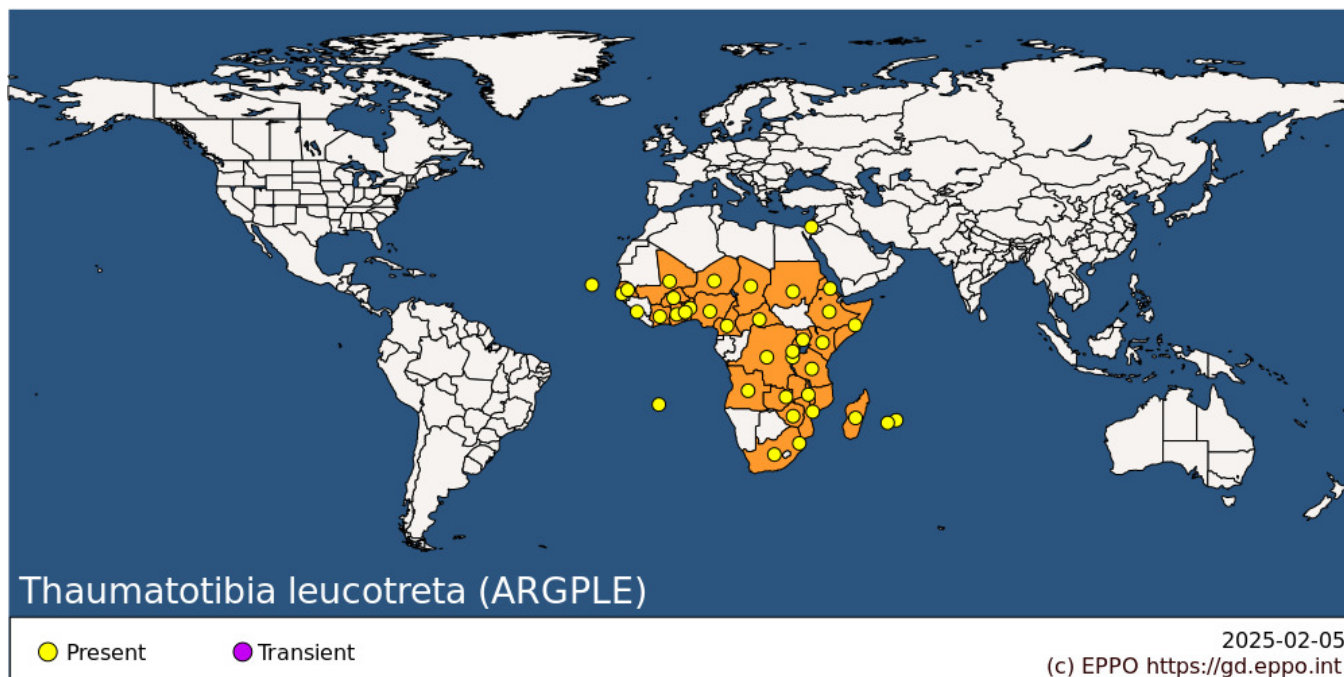 Thaumatotibia leucotreta (ARGPLE)
Present
Transient
2025-02-05
(c) EPPO https://gd.eppo.int